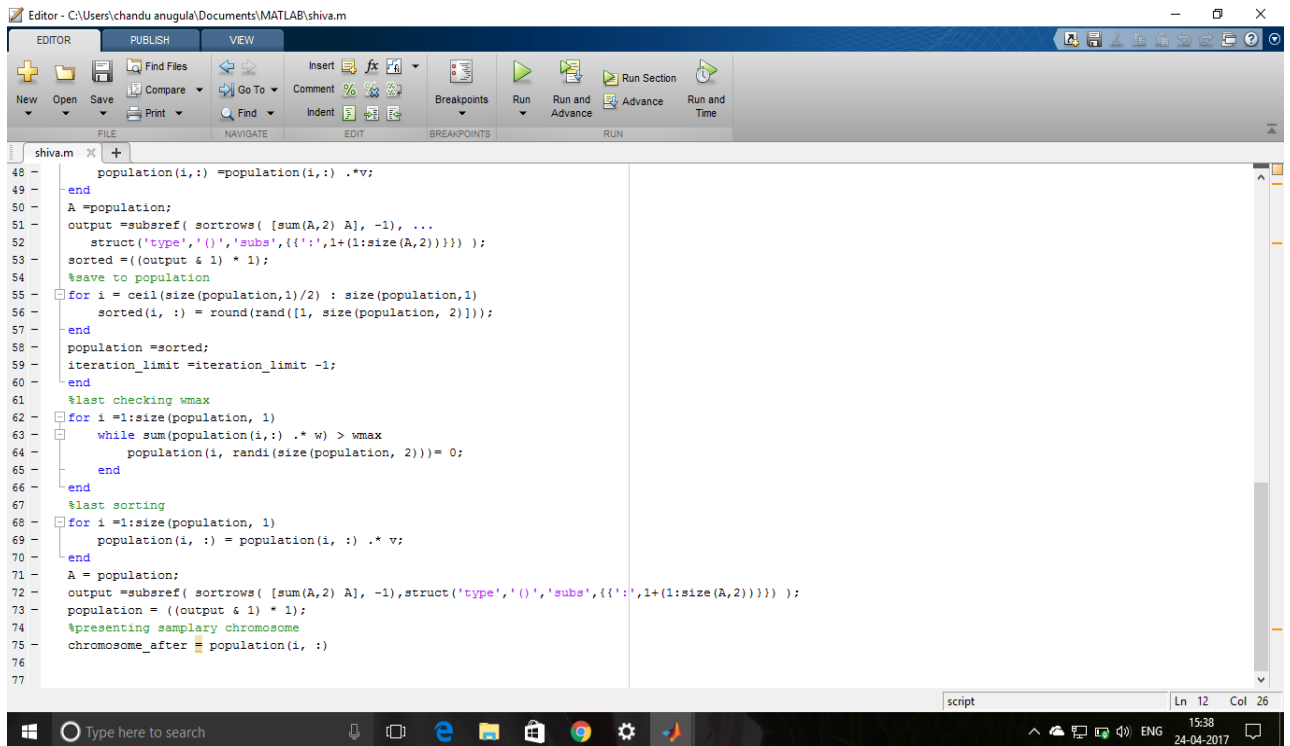 Editor - C:\Users\chandu anugula\Documents\MATLAB\shiva.m
EDITOR PUBLISH VIEW
New Open Save Find Files Compare Print
Go To Find
Insert fx
Comment
Indent
Breakpoints
Run Run and Advance Run Section Advance Run and Time
FILE NAVIGATE EDIT BREAKPOINTS RUN
shiva.m
48 – population(i,:) =population(i,:) .*v;
49 – end
50 – A =population;
51 – output =subsref( sortrows( [sum(A,2) A], -1), ...
52 struct('type','()','subs',{{':',1+(1:size(A,2))}}) );
53 – sorted =((output & 1) * 1);
54 %save to population
55 – for i = ceil(size(population,1)/2) : size(population,1)
56 – sorted(i, :) = round(rand([1, size(population, 2)]));
57 – end
58 – population =sorted;
59 – iteration_limit =iteration_limit -1;
60 – end
61 %last checking wmax
62 – for i =1:size(population, 1)
63 – while sum(population(i,:) .* w) > wmax
64 – population(i, randi(size(population, 2)))= 0;
65 – end
66 – end
67 %last sorting
68 – for i =1:size(population, 1)
69 – population(i, :) = population(i, :) .* v;
70 – end
71 – A = population;
72 – output =subsref( sortrows( [sum(A,2) A], -1),struct('type','()','subs',{{':',1+(1:size(A,2))}}) );
73 – population = ((output & 1) * 1);
74 %presenting samplary chromosome
75 – chromosome_after = population(i, :)
76
77
script Ln 12 Col 26
Type here to search
ENG
15:38
24-04-2017